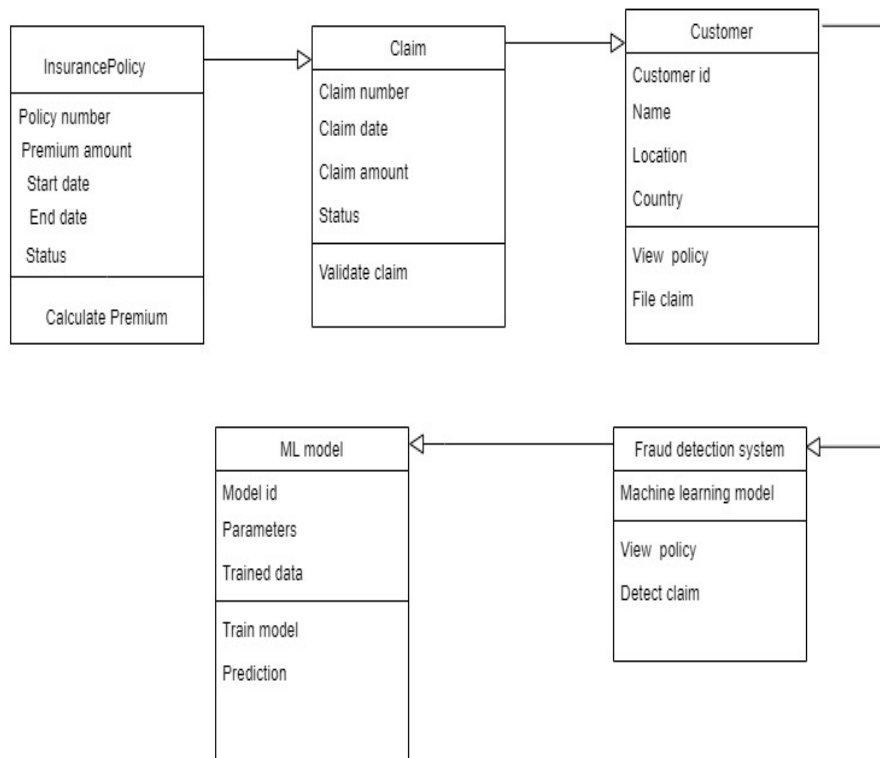 InsurancePolicy
Policy number
Premium amount
Start date
End date
Status
Calculate Premium
Claim
Claim number
Claim date
Claim amount
Status
Validate claim
Customer
Customer id
Name
Location
Country
View policy
File claim
ML model
Model id
Parameters
Trained data
Train model
Prediction
Fraud detection system
Machine learning model
View policy
Detect claim